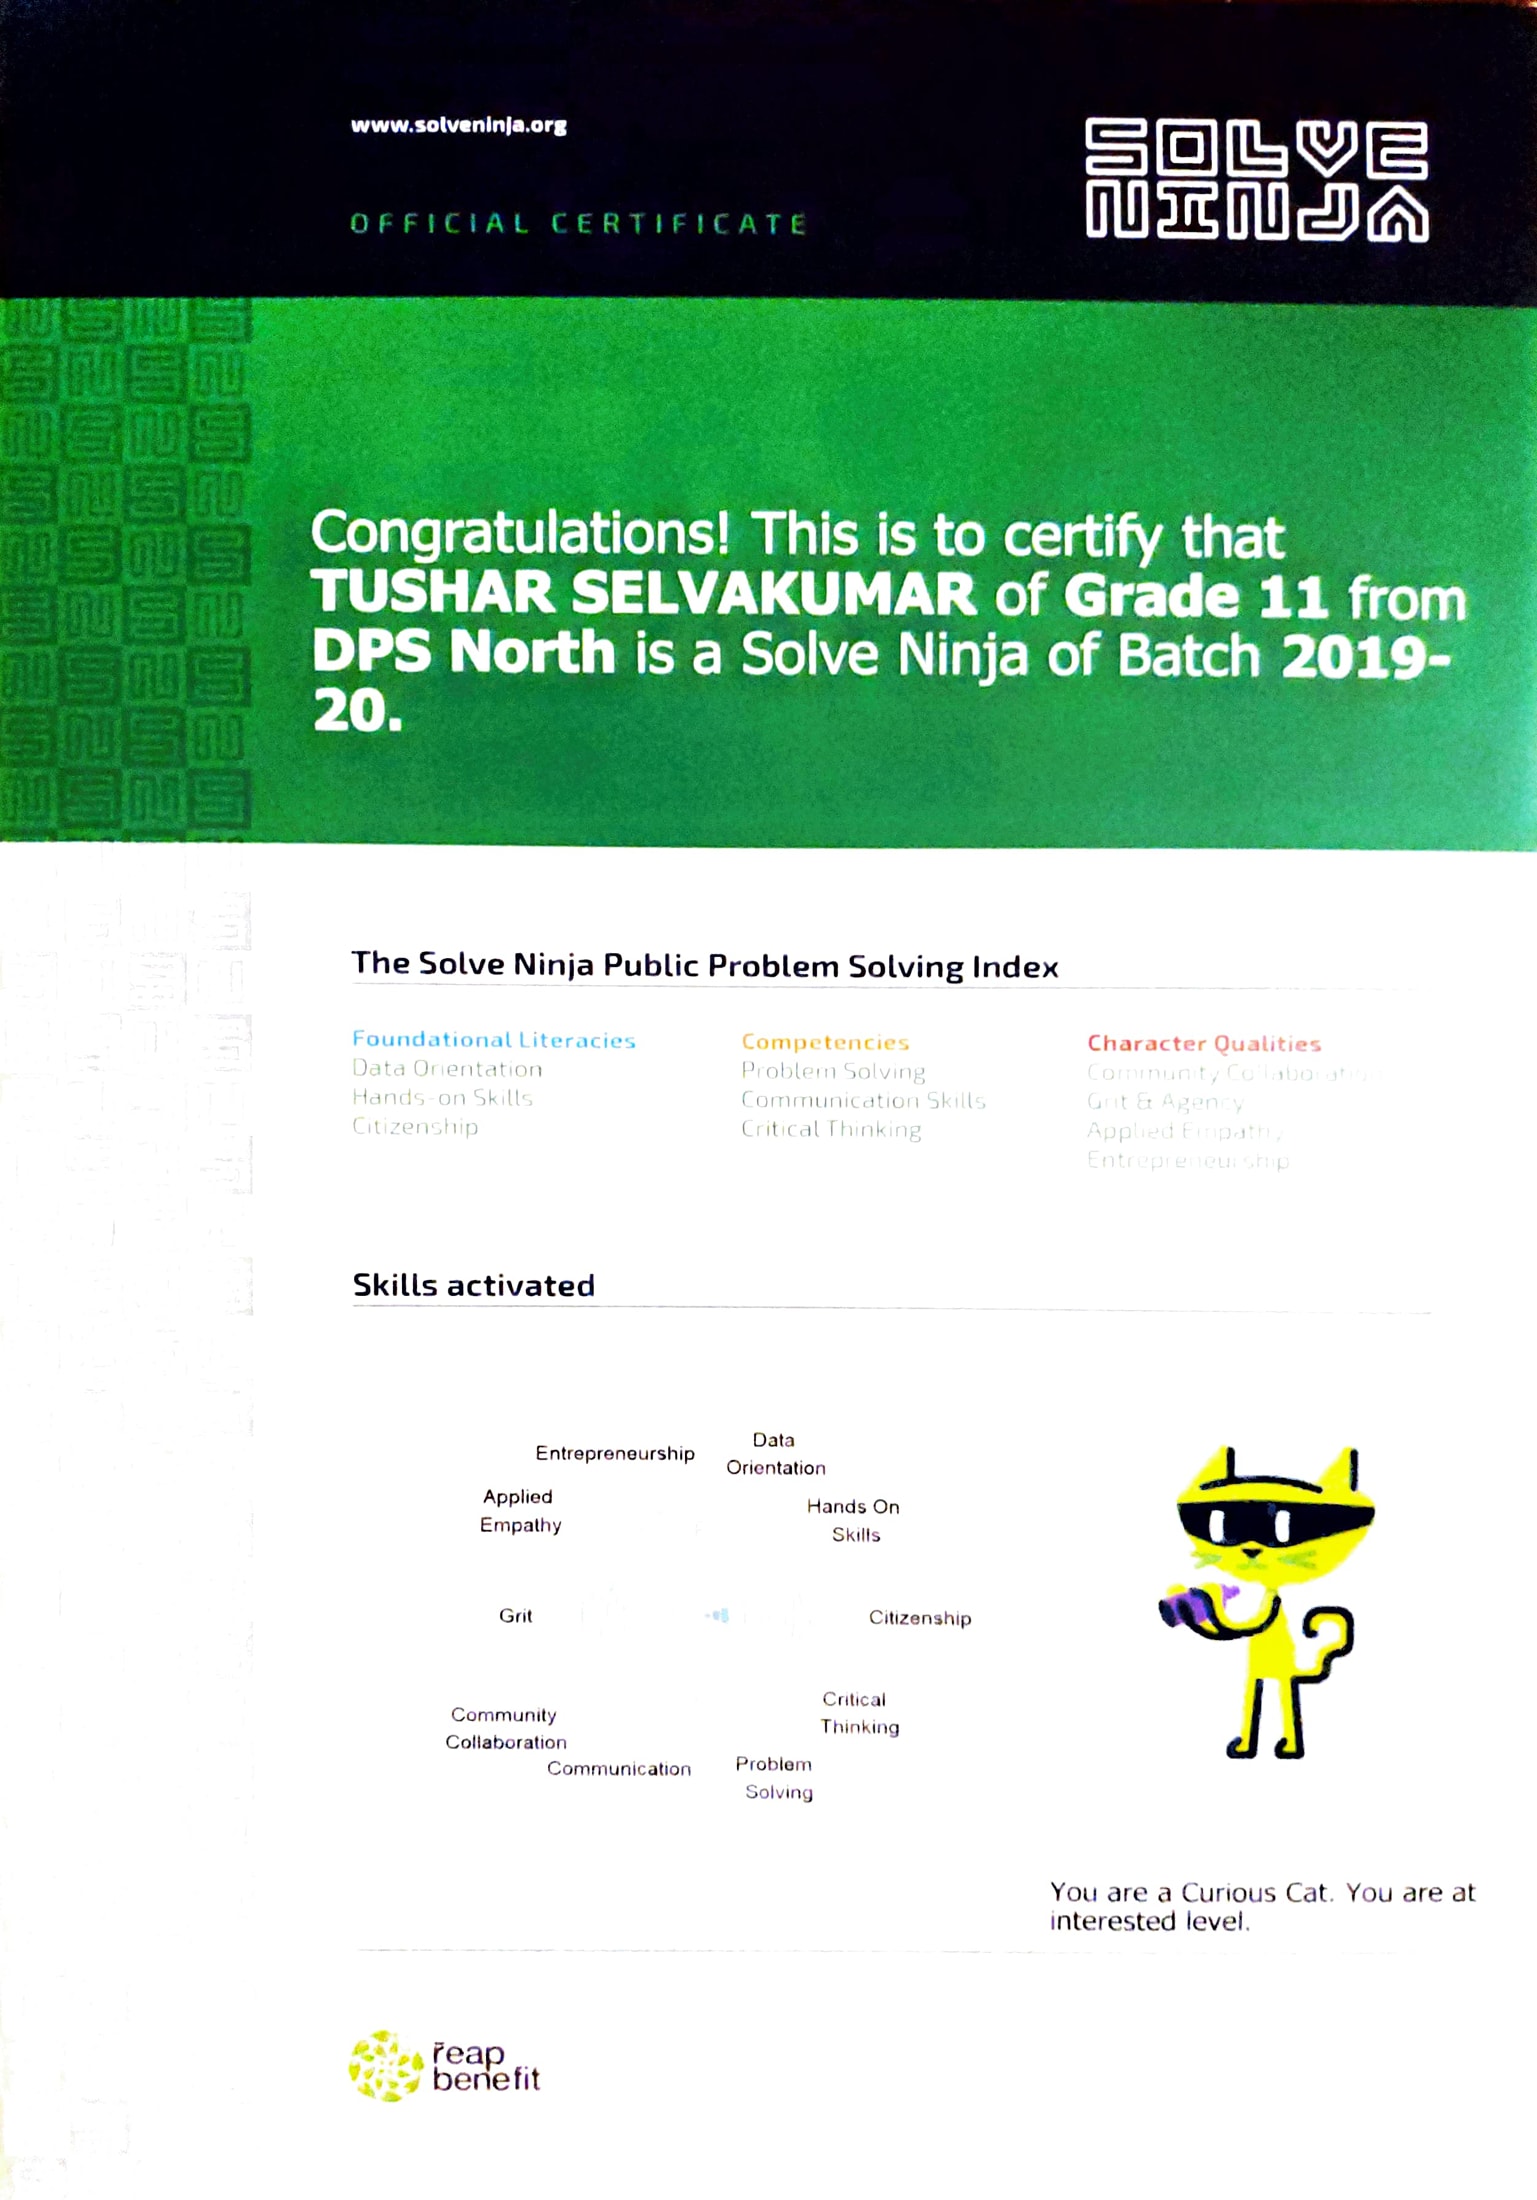 www.solveninja.org
SOLVE
NINJA
OFFICIAL CERTIFICATE
Congratulations! This is to certify that
TUSHAR SELVAKUMAR of Grade 11 from
DPS North is a Solve Ninja of Batch 2019-
20.
The Solve Ninja Public Problem Solving Index
Foundational Literacies
Data Orientation
Hands-on Skills
Citizenship
Competencies
Problem Solving
Communication Skills
Critical Thinking
Character Qualities
Community Collaboration
Grit & Agency
Applied Empathy
Entrepreneurship
Skills activated
Entrepreneurship
Data
Orientation
Applied
Empathy
Hands On
Skills
Grit
Citizenship
Community
Collaboration
Critical
Thinking
Communication
Problem
Solving
You are a Curious Cat. You are at
interested level.
reap
benefit